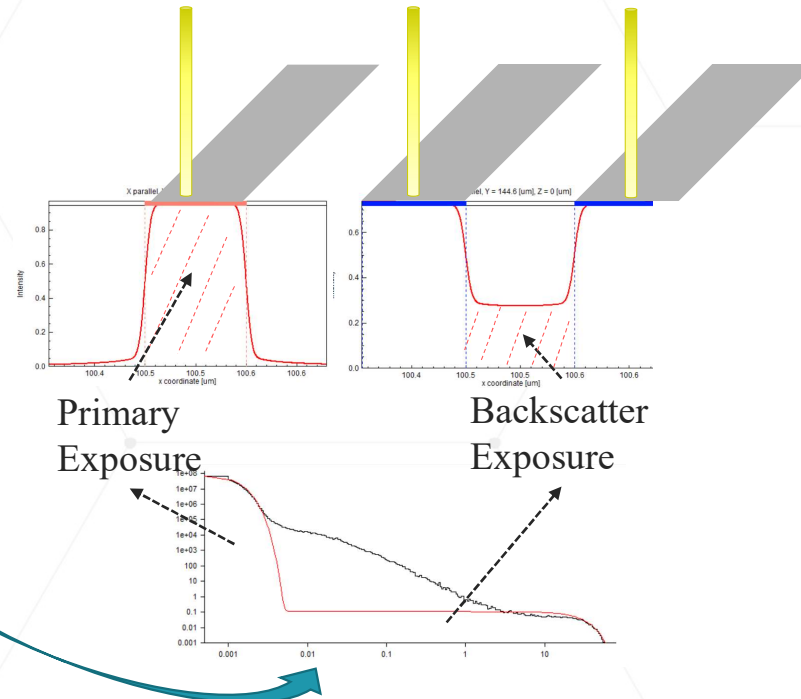 X parallel,
el, Y = 144.6 [um], Z = 0 [um]
Intensity
0.8
0.6
0.4
0.2
0.0
100.4
100.5
100.5
100.6
100.6
x coordinate [um]
0.6
0.4
0.2
0.0
100.4
100.5
100.5
100.6
100.6
x coordinate [um]
Primary
Exposure
Backscatter
Exposure
1e+08
1e+07
1e+06
1e+05
1e+04
1e+03
100
10
1
0.1
0.01
0.001
0.001
0.01
0.1
1
10